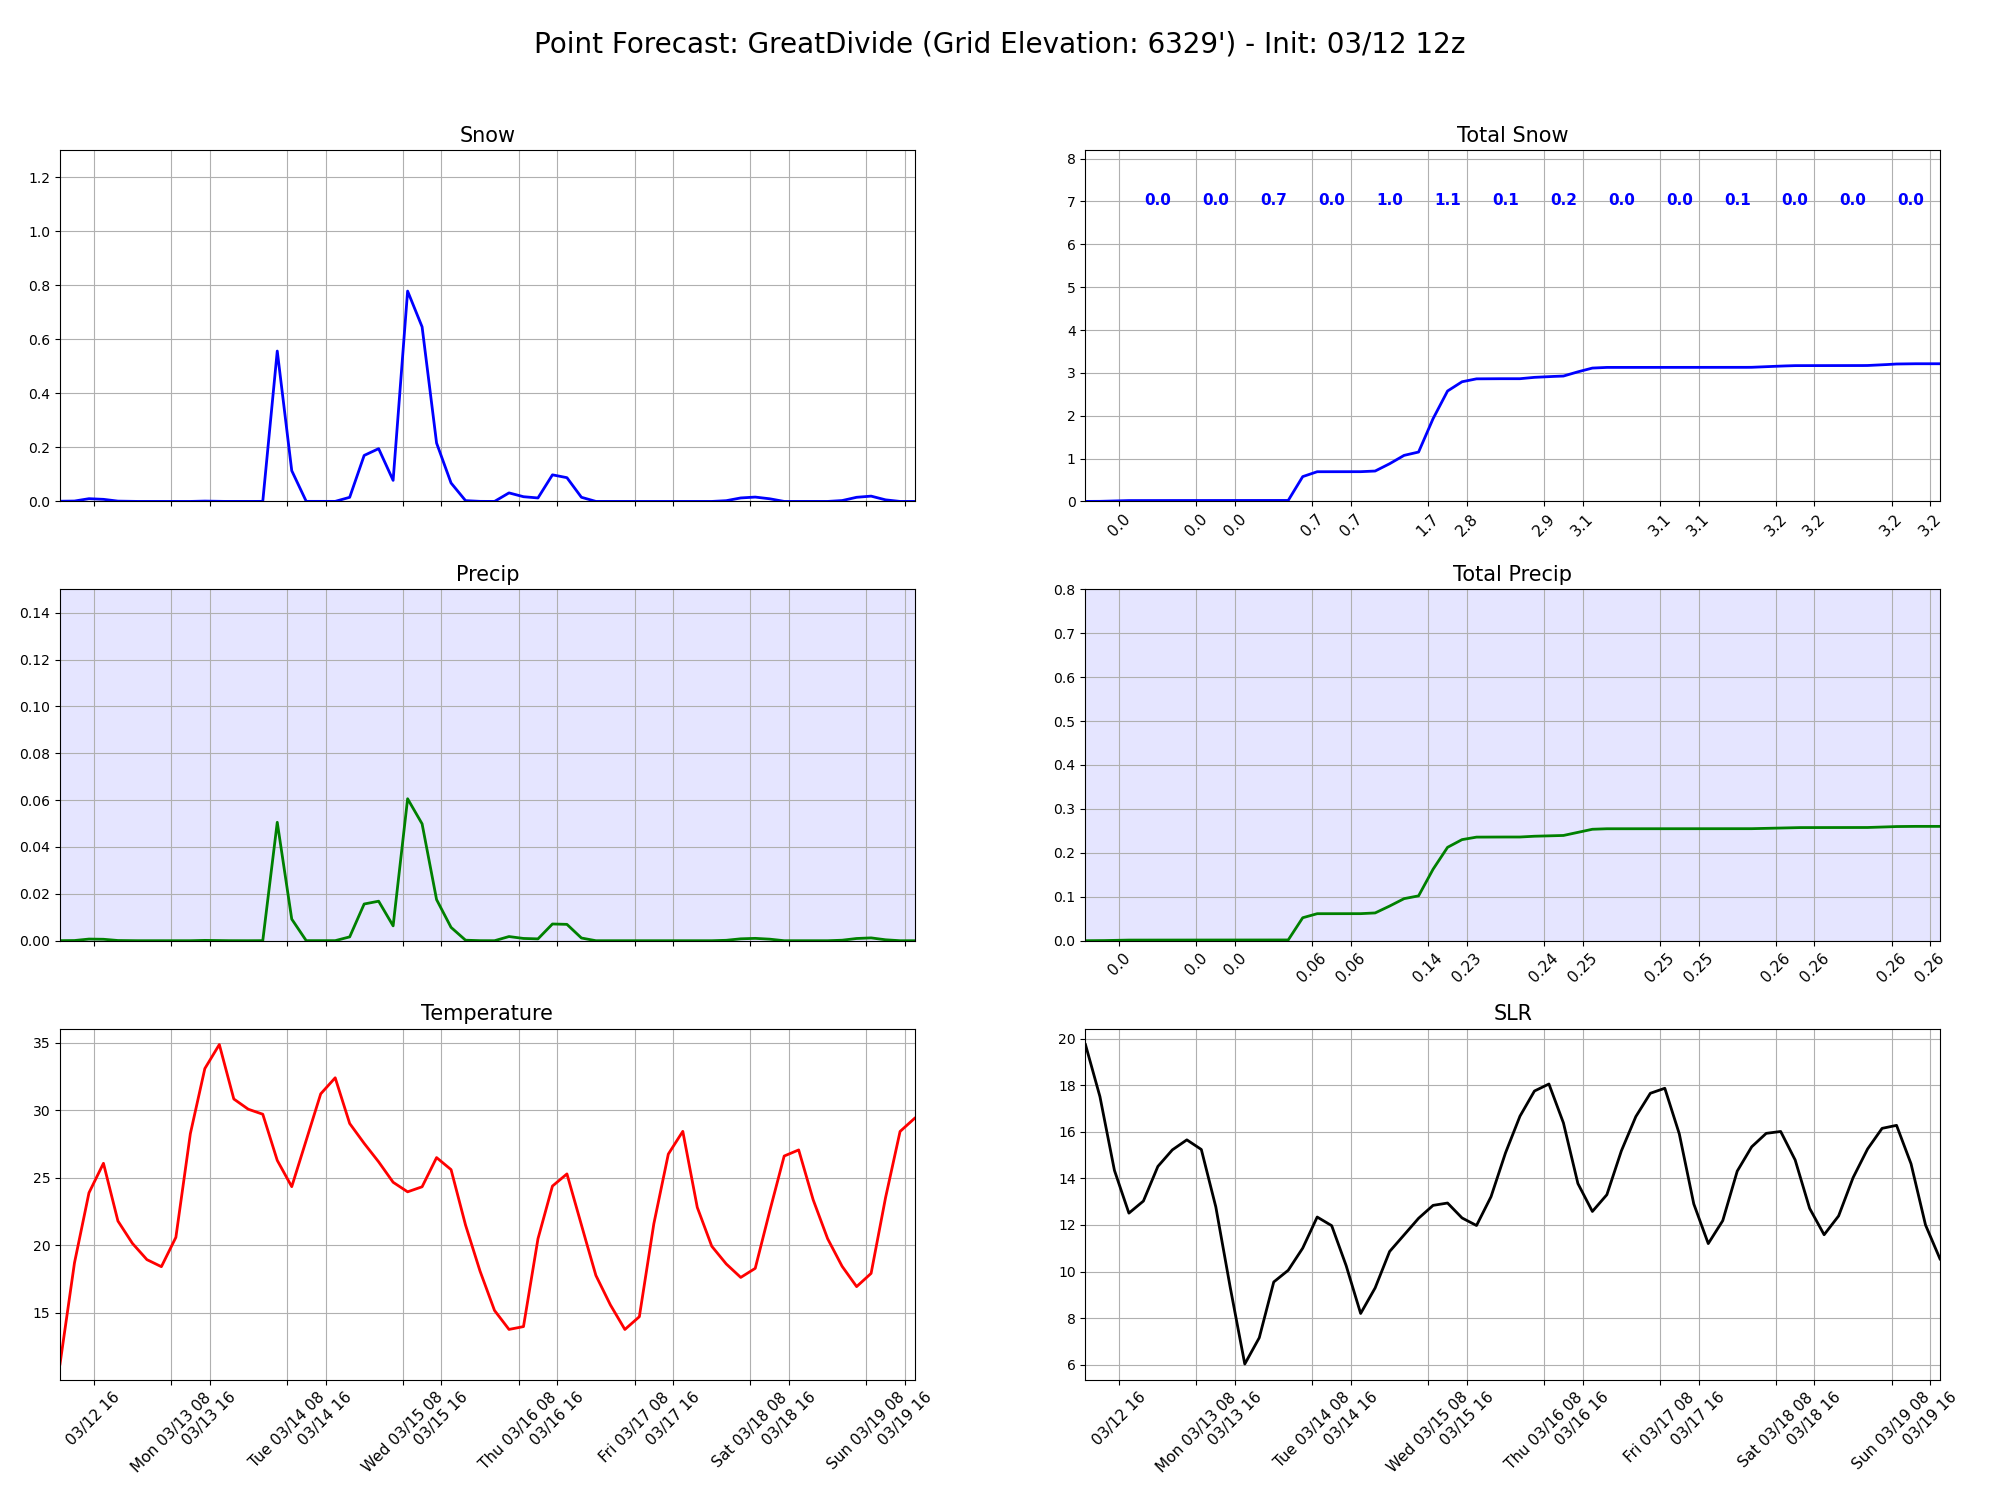 Point Forecast: GreatDivide (Grid Elevation: 6329') - Init: 03/12 12z
Snow
1.2
1.0
0.8
0.6
0.4
0.2
0.0
Total Snow
8
7
6
5
4
3
2
1
0
0.0 0.0 0.7 0.0 1.0 1.1 0.1 0.2 0.0 0.0 0.1 0.0 0.0 0.0
0.0 0.0 0.0 0.7 0.7 1.7 2.8 2.9 3.1 3.1 3.1 3.2 3.2 3.2 3.2
Precip
0.14
0.12
0.10
0.08
0.06
0.04
0.02
0.00
Total Precip
0.8
0.7
0.6
0.5
0.4
0.3
0.2
0.1
0.0
0.0 0.0 0.0 0.06 0.06 0.14 0.23 0.24 0.25 0.25 0.25 0.26 0.26 0.26 0.26
Temperature
35
30
25
20
15
03/12 16
Mon 03/13 08
03/13 16
Tue 03/14 08
03/14 16
Wed 03/15 08
03/15 16
Thu 03/16 08
03/16 16
Fri 03/17 08
03/17 16
Sat 03/18 08
03/18 16
Sun 03/19 08
03/19 16
SLR
20
18
16
14
12
10
8
6
03/12 16
Mon 03/13 08
03/13 16
Tue 03/14 08
03/14 16
Wed 03/15 08
03/15 16
Thu 03/16 08
03/16 16
Fri 03/17 08
03/17 16
Sat 03/18 08
03/18 16
Sun 03/19 08
03/19 16